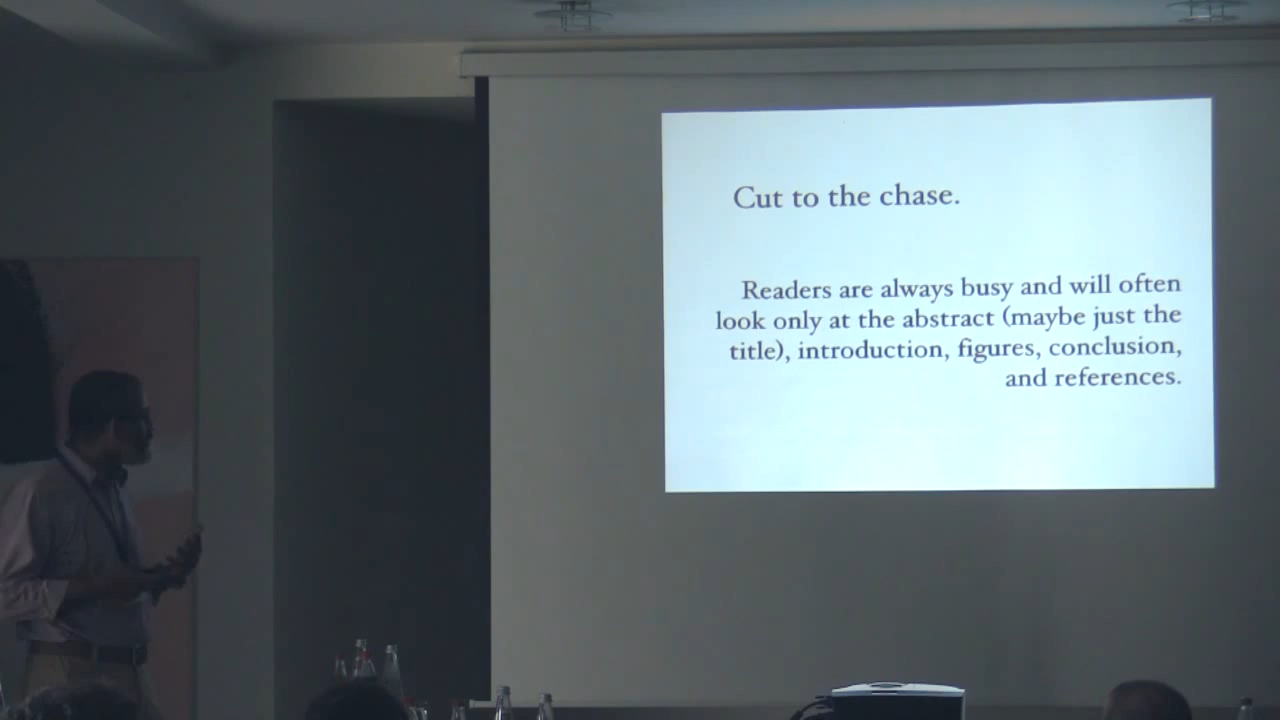 Cut to the chase.
Readers are always busy and will often
look only at the abstract (maybe just the
title), introduction, figures, conclusion,
and references.